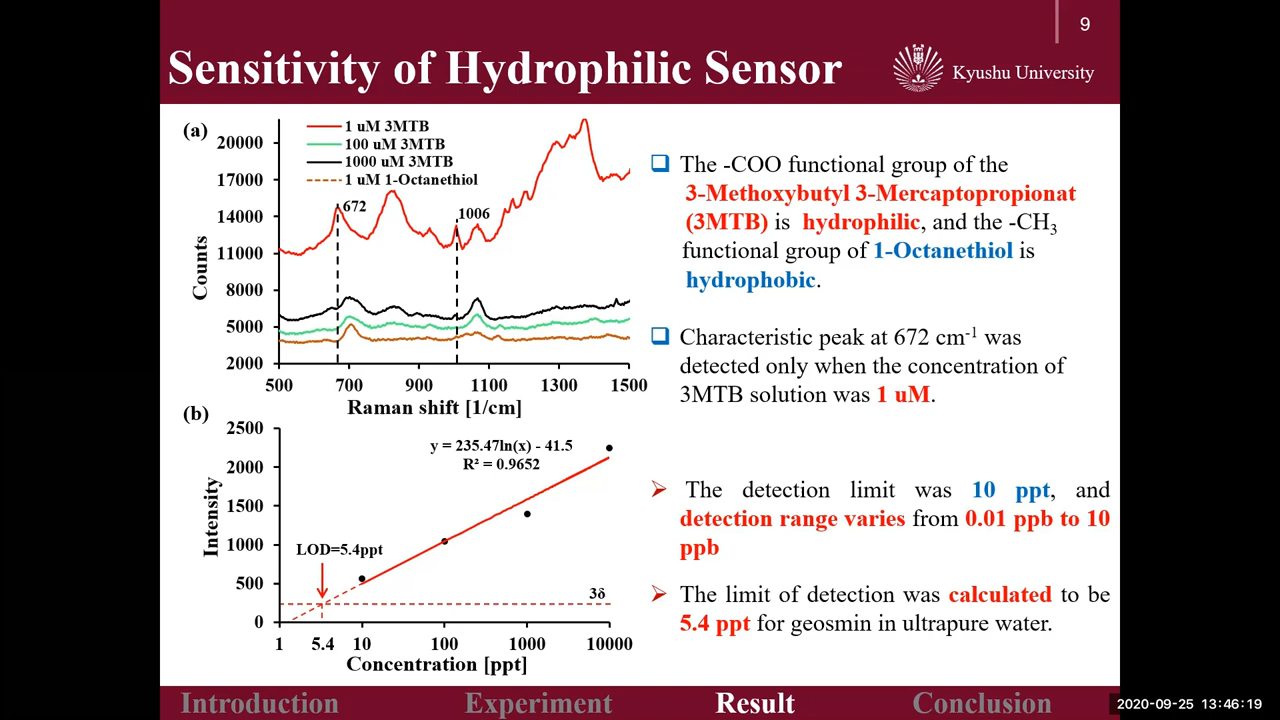 9
Sensitivity of Hydrophilic Sensor
Kyushu University
(a)
1 uM 3MTB
100 uM 3MTB
1000 uM 3MTB
1 uM 1-Octanethiol
20000
17000
14000
11000
8000
5000
2000
Counts
672
1006
500 700 900 1100 1300 1500
Raman shift [1/cm]
(b)
2500
2000
1500
1000
500
0
Intensity
y = 235.47ln(x) - 41.5
R² = 0.9652
LOD=5.4ppt
3δ
1 5.4 10 100 1000 10000
Concentration [ppt]
The -COO functional group of the
3-Methoxybutyl 3-Mercaptopropionat
(3MTB) is hydrophilic, and the -CH₃
functional group of 1-Octanethiol is
hydrophobic.
Characteristic peak at 672 cm⁻¹ was
detected only when the concentration of
3MTB solution was 1 uM.
The detection limit was 10 ppt, and
detection range varies from 0.01 ppb to 10
ppb
The limit of detection was calculated to be
5.4 ppt for geosmin in ultrapure water.
Introduction Experiment Result Conclusion
2020-09-25 13:46:19